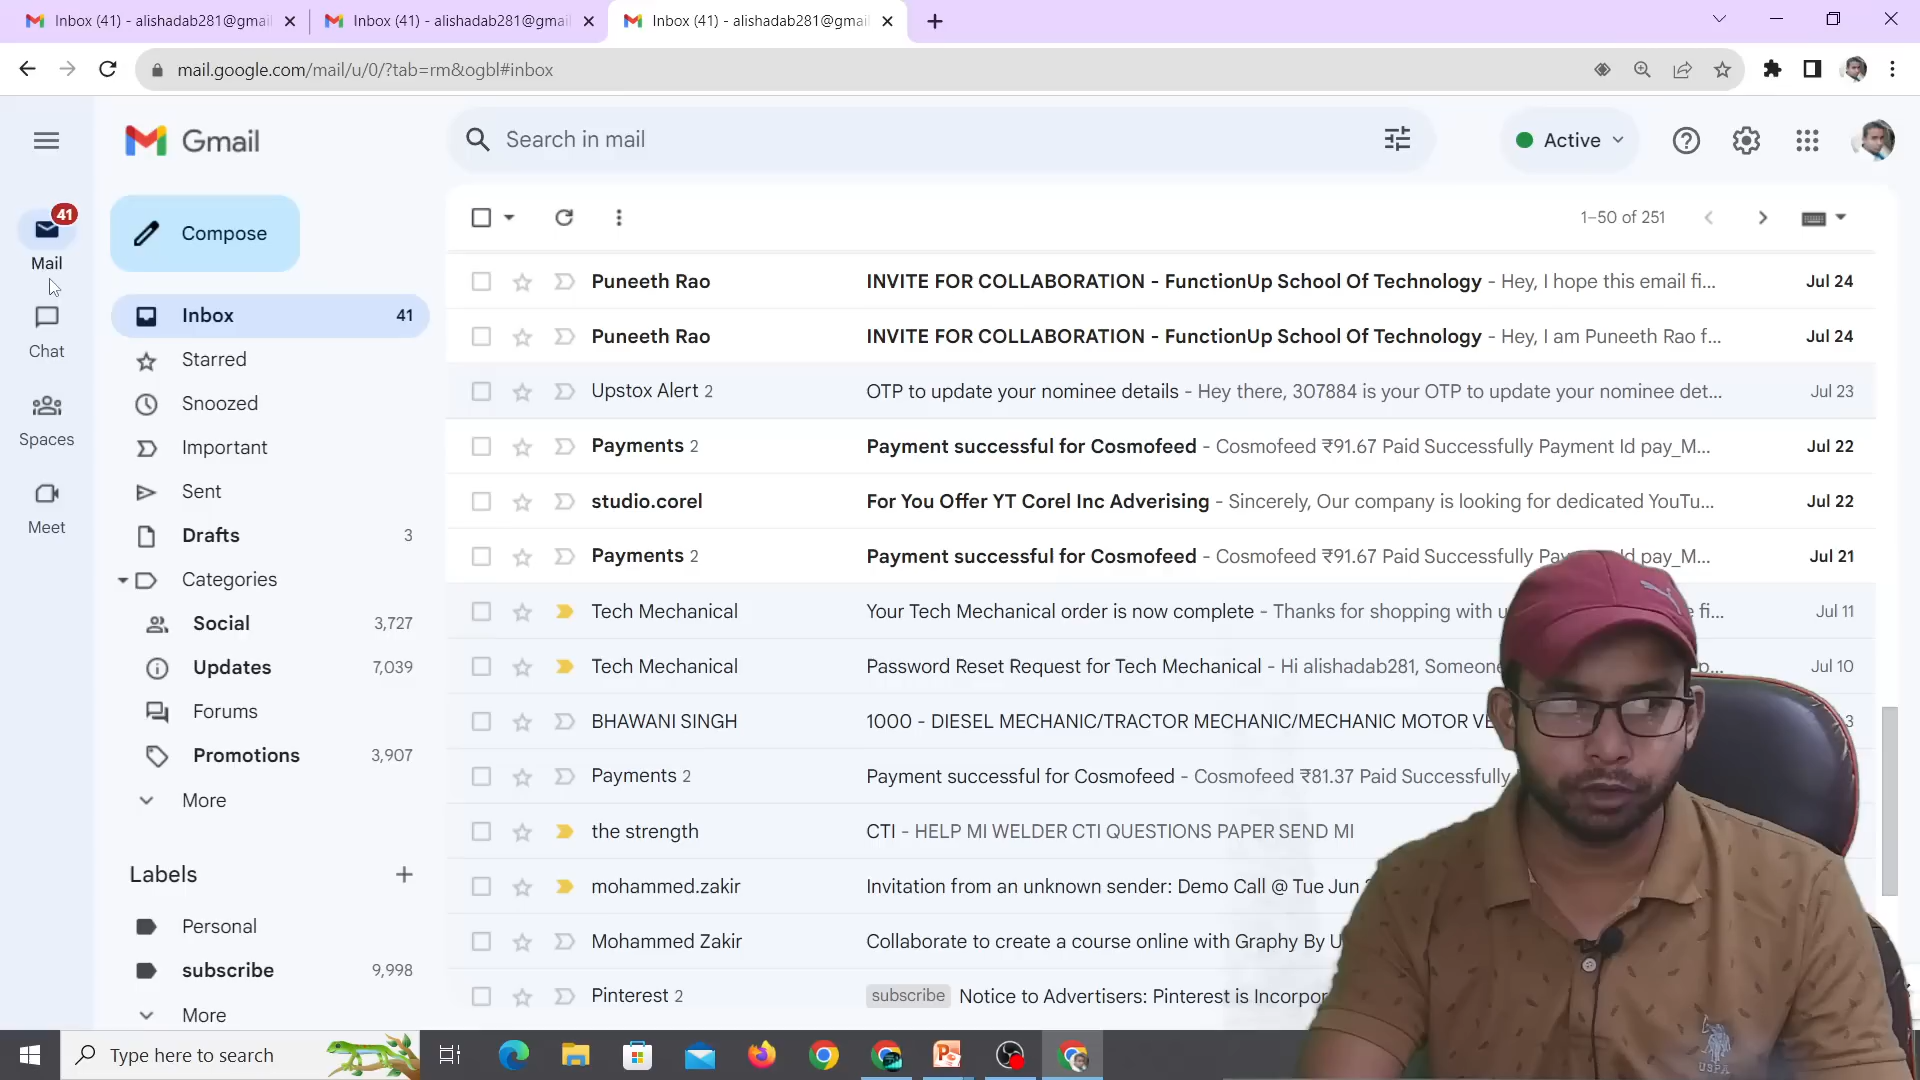 Inbox (41) - alishadab281@gmail
Inbox (41) - alishadab281@gmail
Inbox (41) - alishadab281@gmail
mail.google.com/mail/u/0/?tab=rm&ogbl#inbox
Gmail
Search in mail
Active
41
Mail
Chat
Spaces
Meet
Compose
Inbox 41
Starred
Snoozed
Important
Sent
Drafts 3
Categories
Social 3,727
Updates 7,039
Forums
Promotions 3,907
More
Labels
Personal
subscribe 9,998
More
1–50 of 251
Puneeth Rao INVITE FOR COLLABORATION - FunctionUp School Of Technology - Hey, I hope this email fi... Jul 24
Puneeth Rao INVITE FOR COLLABORATION - FunctionUp School Of Technology - Hey, I am Puneeth Rao f... Jul 24
Upstox Alert 2 OTP to update your nominee details - Hey there, 307884 is your OTP to update your nominee det... Jul 23
Payments 2 Payment successful for Cosmofeed - Cosmofeed ₹91.67 Paid Successfully Payment Id pay_M... Jul 22
studio.corel For You Offer YT Corel Inc Adverising - Sincerely, Our company is looking for dedicated YouTu... Jul 22
Payments 2 Payment successful for Cosmofeed - Cosmofeed ₹91.67 Paid Successfully pay_M... Jul 21
Tech Mechanical Your Tech Mechanical order is now complete - Thanks for shopping with fi... Jul 11
Tech Mechanical Password Reset Request for Tech Mechanical - Hi alishadab281, Jul 10
BHAWANI SINGH 1000 - DIESEL MECHANIC/TRACTOR MECHANIC/MECHANIC MOTOR 3
Payments 2 Payment successful for Cosmofeed - Cosmofeed ₹81.37 Paid Successfully
the strength CTI - HELP MI WELDER CTI QUESTIONS PAPER SEND MI
mohammed.zakir Invitation from an unknown sender: Demo Call @ Tue Jun
Mohammed Zakir Collaborate to create a course online with Graphy By
Pinterest 2 subscribe Notice to Advertisers: Pinterest is
Type here to search
USPA